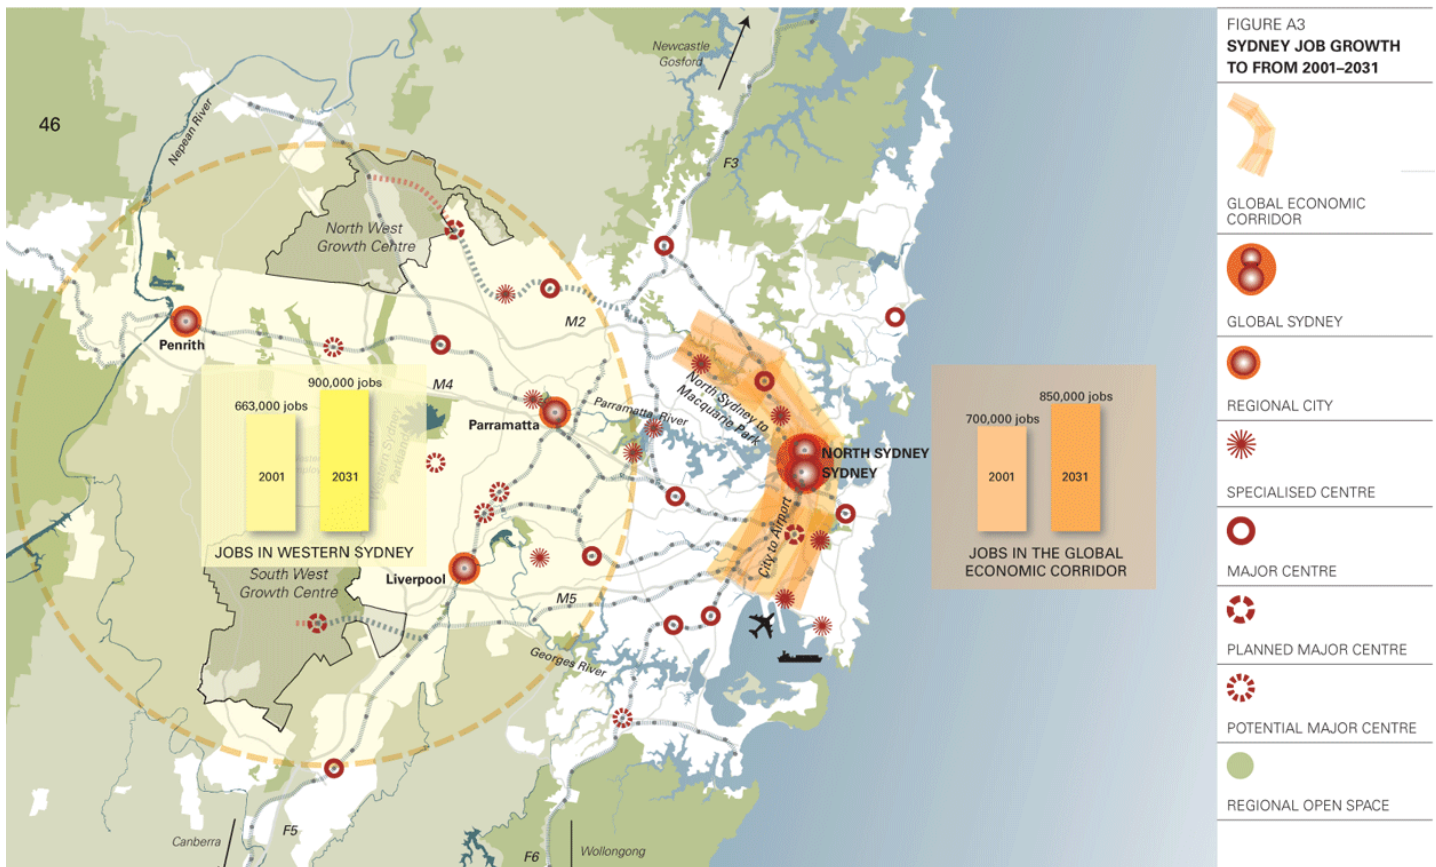 46
Nepean River
Newcastle
Gosford
F3
North West
Growth Centre
M2
Penrith
M4
900,000 jobs
663,000 jobs
2001
2031
JOBS IN WESTERN SYDNEY
Western Sydney
Parklands
Parramatta
Parramatta River
North Sydney to
Macquarie Park
NORTH SYDNEY
SYDNEY
City to Airport
850,000 jobs
700,000 jobs
2001
2031
JOBS IN THE GLOBAL
ECONOMIC CORRIDOR
South West
Growth Centre
Liverpool
M5
Georges River
Canberra
F5
F6
Wollongong
FIGURE A3
SYDNEY JOB GROWTH
TO FROM 2001–2031
GLOBAL ECONOMIC
CORRIDOR
GLOBAL SYDNEY
REGIONAL CITY
SPECIALISED CENTRE
MAJOR CENTRE
PLANNED MAJOR CENTRE
POTENTIAL MAJOR CENTRE
REGIONAL OPEN SPACE